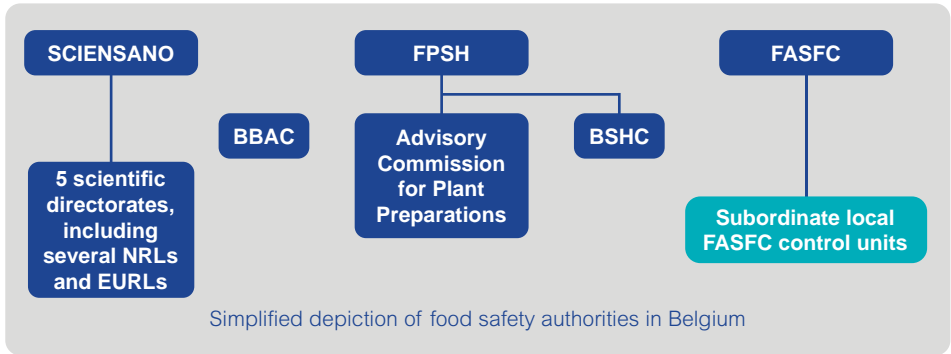 SCIENSANO
FPSH
FASFC
BBAC
Advisory
Commission
for Plant
Preparations
BSHC
5 scientific
directorates,
including
several NRLs
and EURLs
Subordinate local
FASFC control units
Simplified depiction of food safety authorities in Belgium